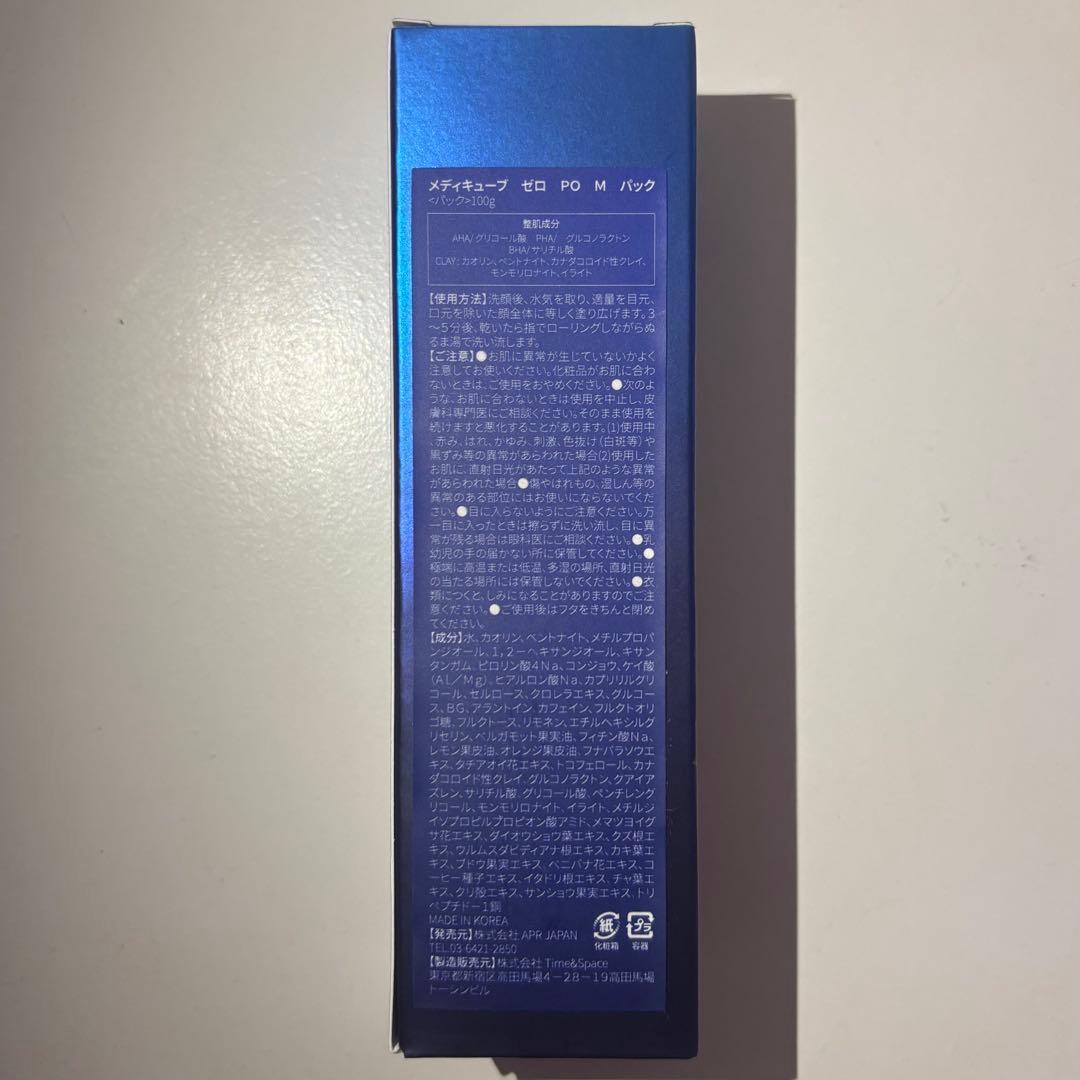 メディキューブ ゼロ PO M パック
<パック>100g
整肌成分
AHA/グリコール酸 PHA/ グルコノラクトン
BHA/サリチル酸
CLAY:カオリン、ベントナイト、カナダコロイド性クレイ、
モンモリロナイト、イライト
【使用方法】洗顔後、水気を取り、適量を目元、
口元を除いた顔全体に等しく塗り広げます。3
～5分後、乾いたら指でローリングしながらぬ
るま湯で洗い流します。
【ご注意】●お肌に異常が生じていないかよく
注意してお使いください。化粧品がお肌に合わ
ないときは、ご使用をおやめください。●次のよ
うな、お肌に合わないときは使用を中止し、皮
膚科専門医にご相談ください。そのまま使用を
続けますと悪化することがあります。(1)使用中
、赤み、はれ、かゆみ、刺激、色抜け(白斑等)や
黒ずみ等の異常があらわれた場合(2)使用した
お肌に、直射日光があたって上記のような異常
があらわれた場合●傷やはれもの、湿しん等の
異常のある部位にはお使いにならないでくだ
さい。●目に入らないようにご注意ください。万
一目に入ったときは擦らずに洗い流し、目に異
常が残る場合は眼科医にご相談ください。●乳
幼児の手の届かない所に保管してください。●
極端に高温または低温、多湿の場所、直射日光
の当たる場所には保管しないでください。●衣
類につくと、しみになることがありますのでご注
意ください。●ご使用後はフタをきちんと閉め
てください。
【成分】水、カオリン、ベントナイト、メチルプロパ
ンジオール、1,2-ヘキサンジオール、キサン
タンガム、ピロリン酸4Na、コンジョウ、ケイ酸
(Al/Mg)、ヒアルロン酸Na、カプリリルグリ
コール、セルロース、クロレラエキス、グルコー
ス、BG、アラントイン、カフェイン、フルクトオリ
ゴ糖、フルクトース、リモネン、エチルヘキシルグ
リセリン、ベルガモット果実油、フィチン酸Na、
レモン果皮油、オレンジ果皮油、フナバラソウエ
キス、タチアオイ花エキス、トコフェロール、カナ
ダコロイド性クレイ、グルコノラクトン、グアイア
ズレン、サリチル酸、グリコール酸、ペンチレング
リコール、モンモリロナイト、イライト、メチルジ
イソプロピルプロピオン酸アミド、メマツヨイグ
サ花エキス、ダイオウショウ葉エキス、クズ根エ
キス、ウルムスダビディアナ根エキス、カキ葉エ
キス、ブドウ果実エキス、ベニバナ花エキス、コ
ーヒー種子エキス、イタドリ根エキス、チャ葉エ
キス、クリ殻エキス、サンショウ果実エキス、トリ
ペプチド-1銅
MADE IN KOREA
【発売元】株式会社 APR JAPAN
TEL.03-6421-2850
【製造販売元】株式会社 Time&Space
東京都新宿区高田馬場4-28-19高田馬場
トーシンビル
紙
化粧箱
プラ
容器